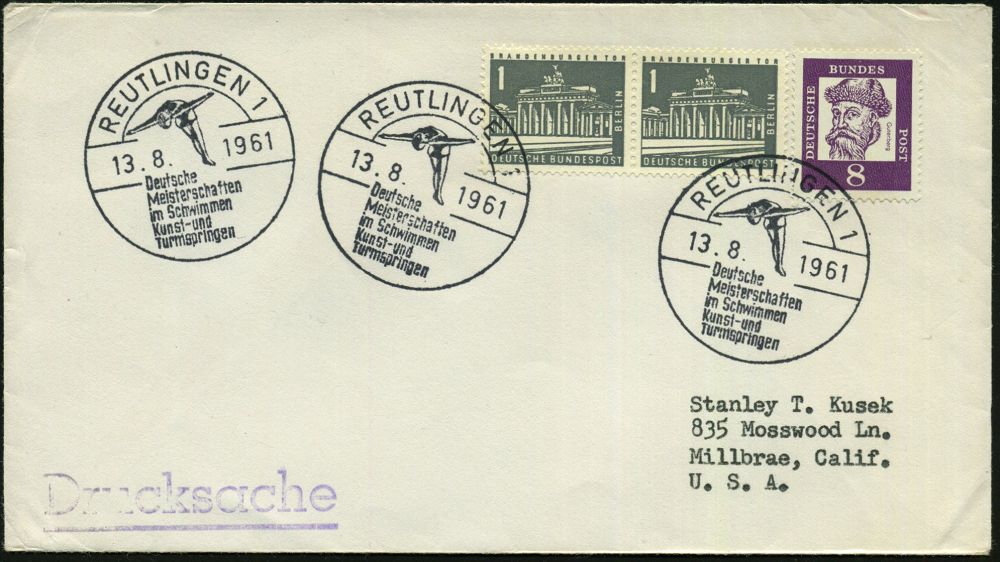 REUTLINGEN 1
13. 8. 1961
Deutsche
Meisterschaften
im Schwimmen
Kunst-und
Turmspringen
REUTLINGEN 1
13. 8. 1961
Deutsche
Meisterschaften
im Schwimmen
Kunst-und
Turmspringen
BRANDENBURGER TOR
1
BERLIN
DEUTSCHE BUNDESPOST
BRANDENBURGER TOR
1
BERLIN
DEUTSCHE BUNDESPOST
DEUTSCHE
BUNDES
POST
Gutenberg
8
REUTLINGEN 1
13. 8. 1961
Deutsche
Meisterschaften
im Schwimmen
Kunst-und
Turmspringen
Stanley T. Kusek
835 Mosswood Ln.
Millbrae, Calif.
U. S. A.
Drucksache